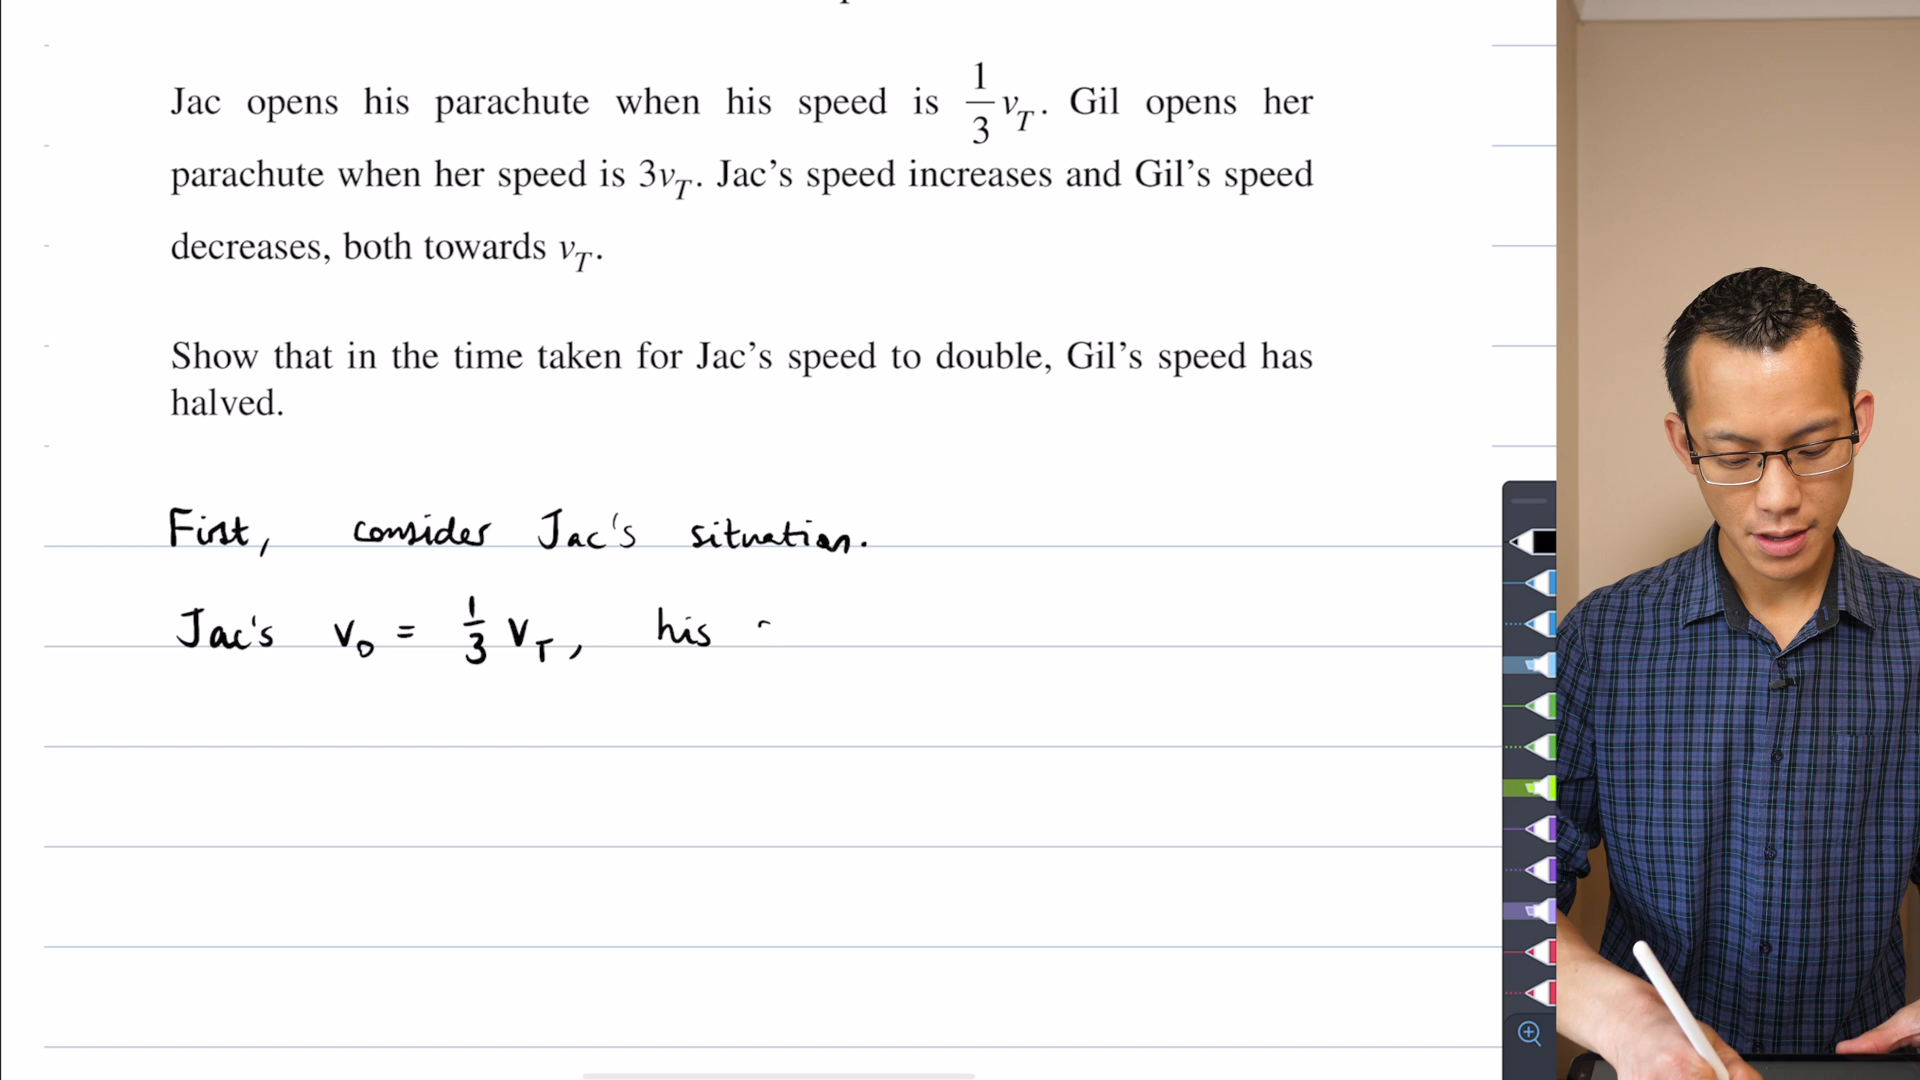 Jac opens his parachute when his speed is 1/3 v_T. Gil opens her
parachute when her speed is 3v_T. Jac's speed increases and Gil's speed
decreases, both towards v_T.
Show that in the time taken for Jac's speed to double, Gil's speed has
halved.
First, consider Jac's situation.
Jac's v_0 = 1/3 v_T, his